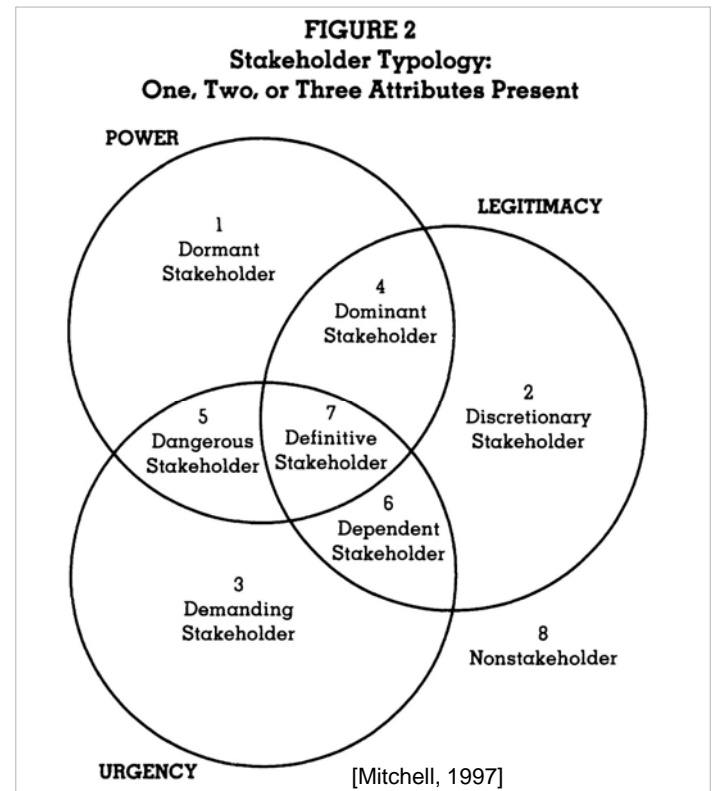 FIGURE 2
Stakeholder Typology:
One, Two, or Three Attributes Present
POWER
LEGITIMACY
1
Dormant
Stakeholder
4
Dominant
Stakeholder
2
Discretionary
Stakeholder
5
Dangerous
Stakeholder
7
Definitive
Stakeholder
6
Dependent
Stakeholder
3
Demanding
Stakeholder
8
Nonstakeholder
URGENCY
[Mitchell, 1997]